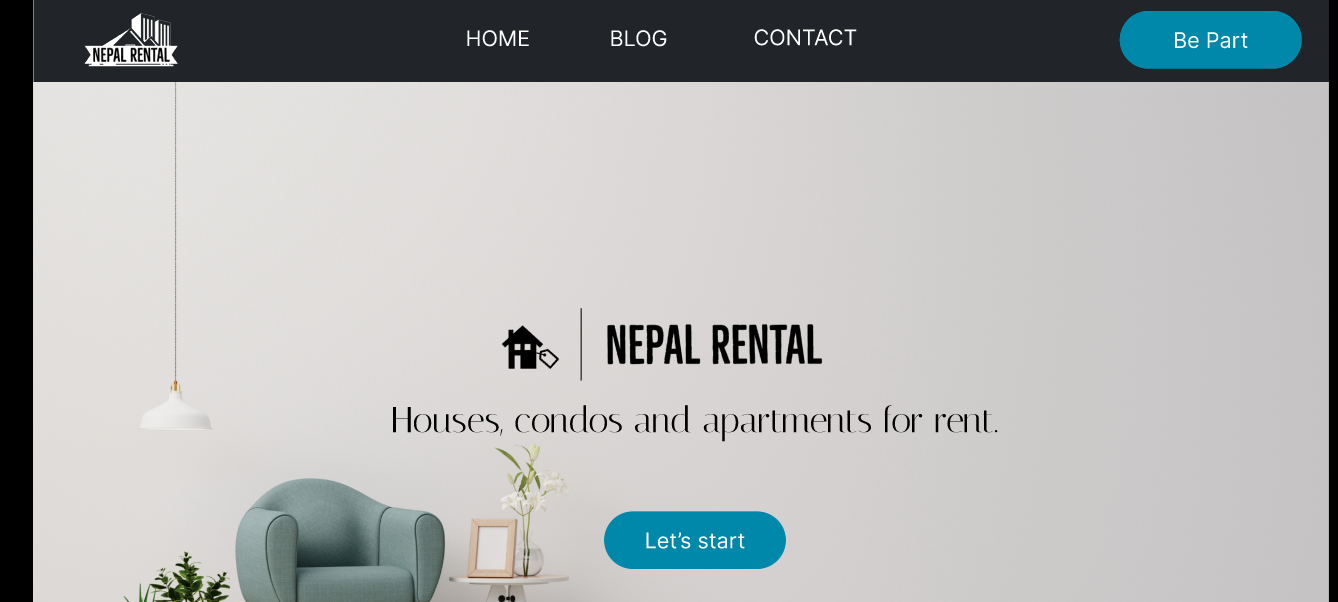 NEPAL RENTAL
HOME
BLOG
CONTACT
Be Part
NEPAL RENTAL
Houses, condos and apartments for rent.
Let's start